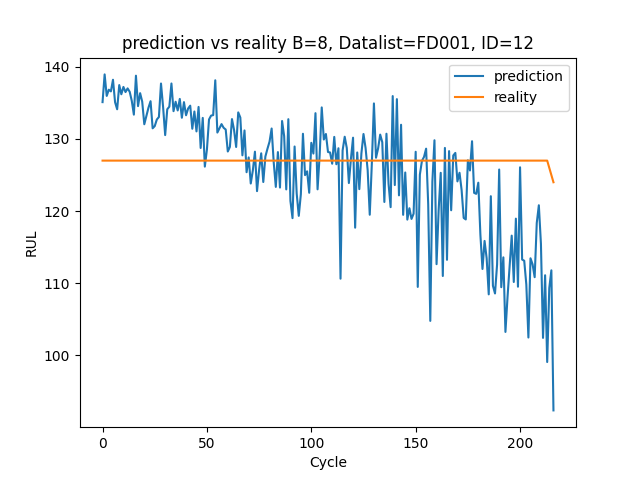 prediction vs reality B=8, Datalist=FD001, ID=12
prediction
reality
140
130
120
110
100
RUL
0
50
100
150
200
Cycle